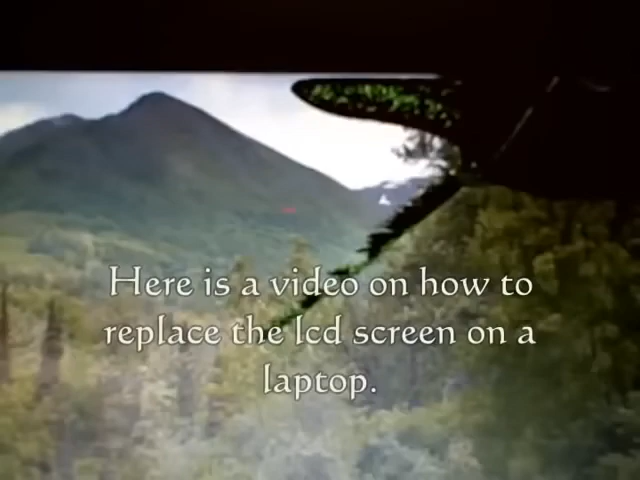 Here is a video on how to
replace the lcd screen on a
laptop.